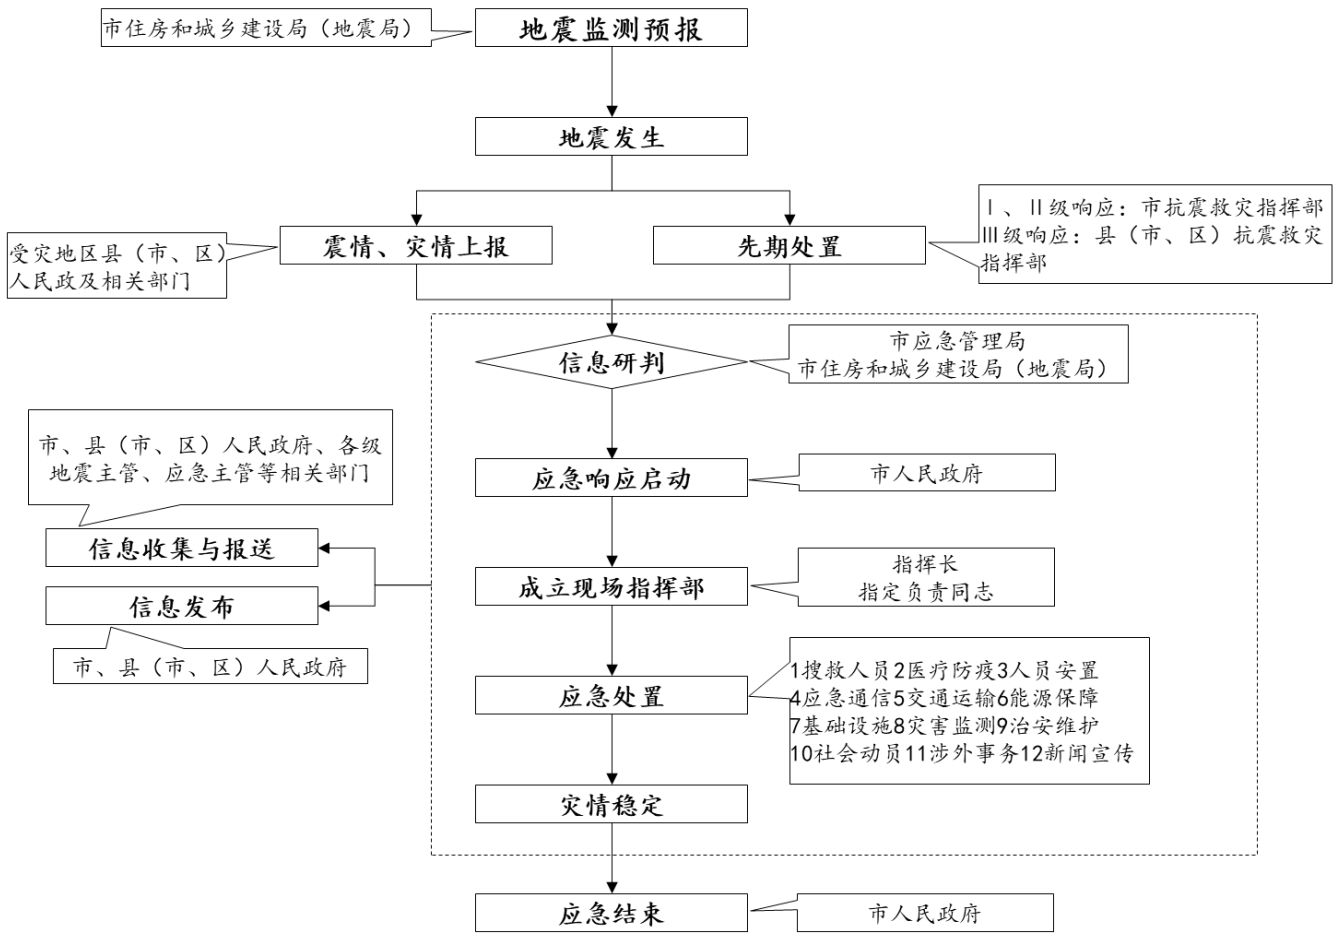 市住房和城乡建设局（地震局）
地震监测预报
地震发生
受灾地区县（市、区）
人民政及相关部门
震情、灾情上报
先期处置
Ⅰ、Ⅱ级响应：市抗震救灾指挥部
Ⅲ级响应：县（市、区）抗震救灾
指挥部
信息研判
市应急管理局
市住房和城乡建设局（地震局）
市、县（市、区）人民政府、各级
地震主管、应急主管等相关部门
应急响应启动
市人民政府
信息收集与报送
信息发布
市、县（市、区）人民政府
成立现场指挥部
指挥长
指定负责同志
应急处置
1搜救人员2医疗防疫3人员安置
4应急通信5交通运输6能源保障
7基础设施8灾害监测9治安维护
10社会动员11涉外事务12新闻宣传
灾情稳定
应急结束
市人民政府